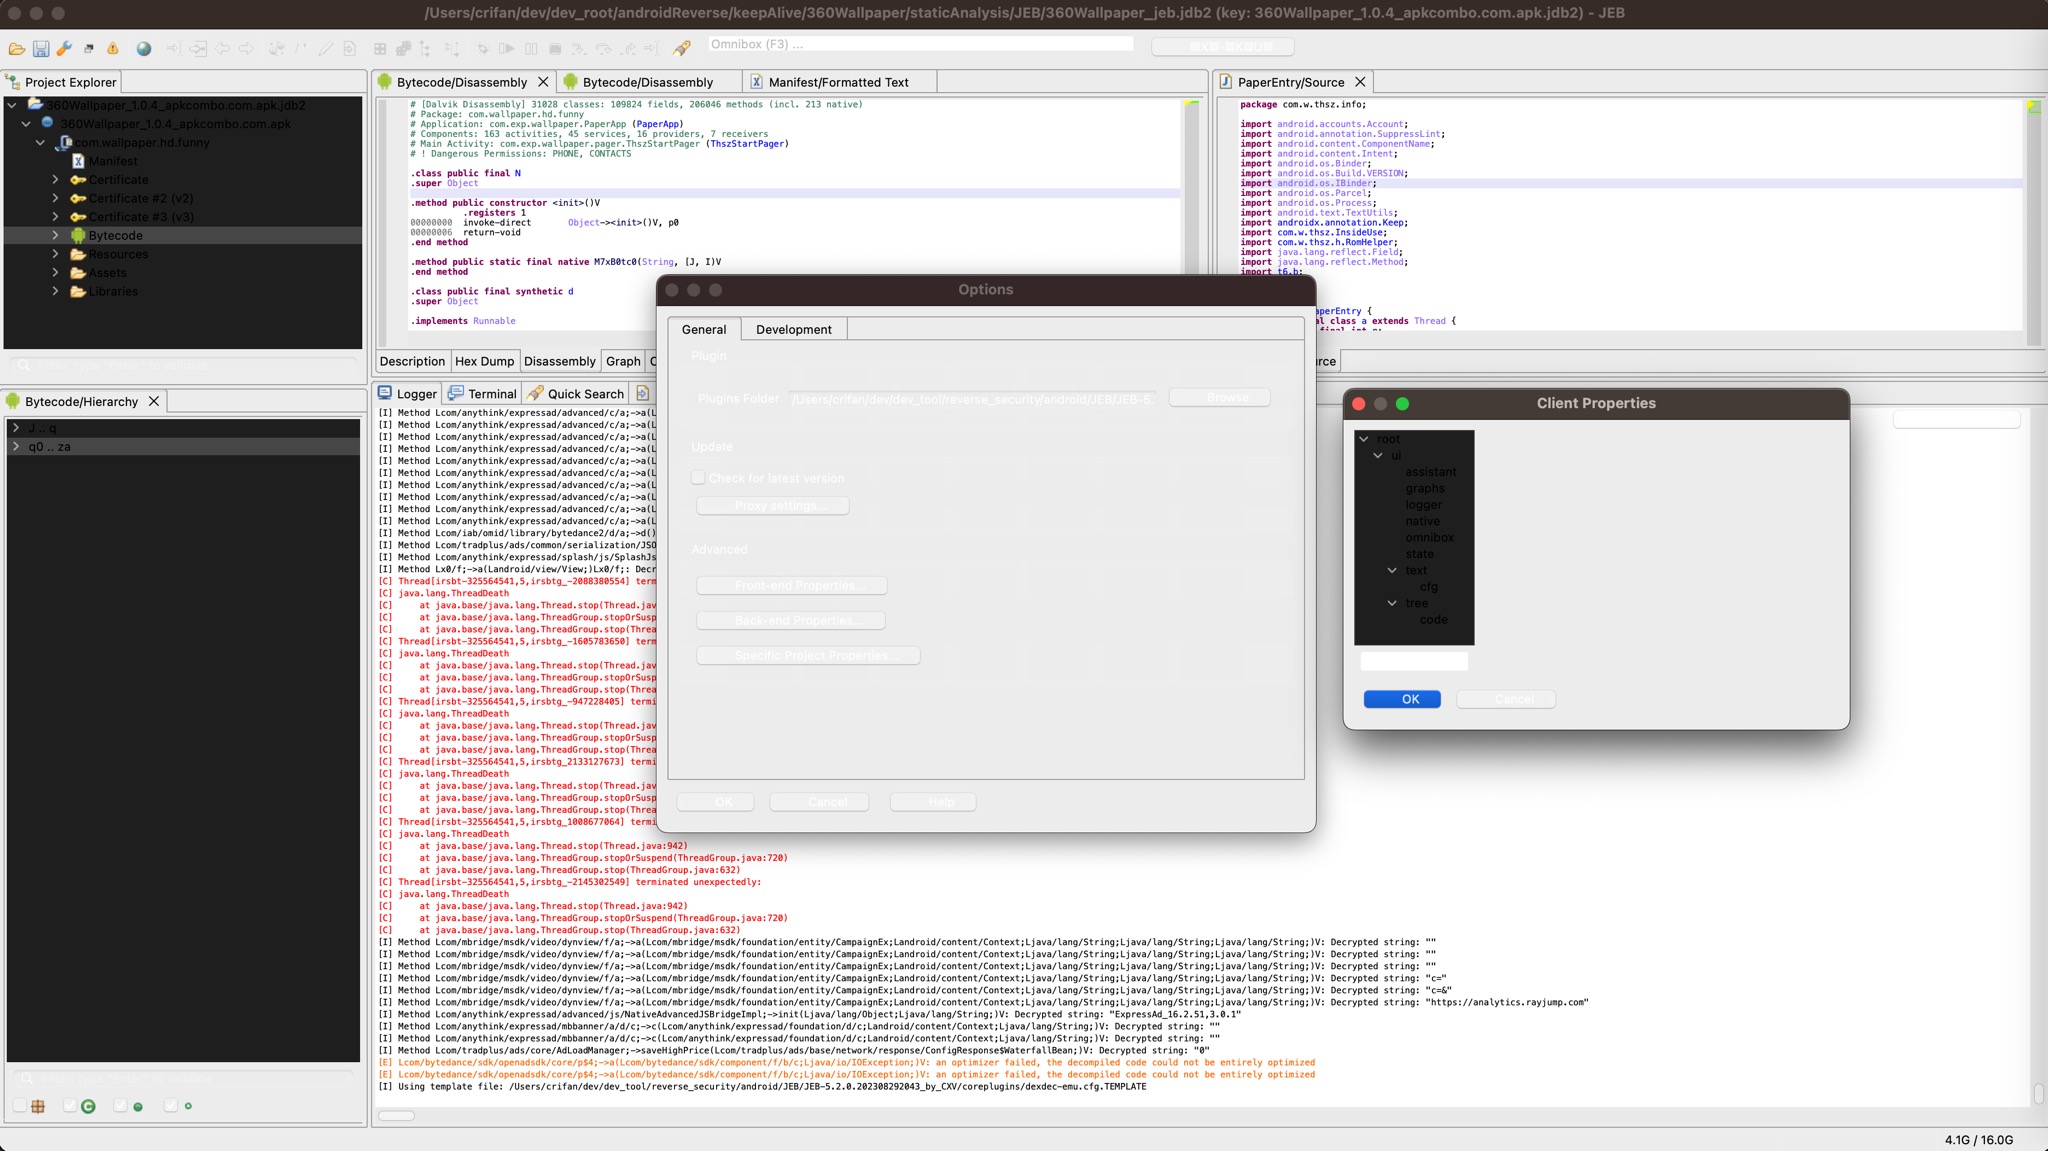 /Users/crifan/dev/dev_root/androidReverse/keepAlive/360Wallpaper/staticAnalysis/JEB/360Wallpaper_jeb.jdb2 (key: 360Wallpaper_1.0.4_apkcombo.com.apk.jdb2) - JEB
Omnibox (F3) ...
Project Explorer
360Wallpaper_1.0.4_apkcombo.com.apk.jdb2
360Wallpaper_1.0.4_apkcombo.com.apk
com.wallpaper.hd.funny
Manifest
Certificate
Certificate #2 (v2)
Certificate #3 (v3)
Bytecode
Resources
Assets
Libraries
Bytecode/Hierarchy
J .. q
q0 .. za
Bytecode/Disassembly
Bytecode/Disassembly
Manifest/Formatted Text
# [Dalvik Disassembly] 31028 classes: 109824 fields, 206046 methods (incl. 213 native)
# Package: com.wallpaper.hd.funny
# Application: com.exp.wallpaper.PaperApp (PaperApp)
# Components: 163 activities, 45 services, 16 providers, 7 receivers
# Main Activity: com.exp.wallpaper.pager.ThszStartPager (ThszStartPager)
# ! Dangerous Permissions: PHONE, CONTACTS
.class public final N
.super Object
.method public constructor <init>()V
.registers 1
00000000 invoke-direct Object-><init>()V, p0
00000006 return-void
.end method
.method public static final native M7xB0tc0(String, [J, I)V
.end method
.class public final synthetic d
.super Object
.implements Runnable
Description
Hex Dump
Disassembly
Graph
PaperEntry/Source
package com.w.thsz.info;
import android.accounts.Account;
import android.annotation.SuppressLint;
import android.content.ComponentName;
import android.content.Intent;
import android.os.Binder;
import android.os.Build.VERSION;
import android.os.IBinder;
import android.os.Parcel;
import android.os.Process;
import android.text.TextUtils;
import androidx.annotation.Keep;
import com.w.thsz.InsideUse;
import com.w.thsz.h.RomHelper;
import java.lang.reflect.Field;
import java.lang.reflect.Method;
import t6.b;
aperEntry {
al class a extends Thread {
rce
Logger
Terminal
Quick Search
[I] Method Lcom/anythink/expressad/advanced/c/a;->a(L
[I] Method Lcom/anythink/expressad/advanced/c/a;->a(L
[I] Method Lcom/anythink/expressad/advanced/c/a;->a(L
[I] Method Lcom/anythink/expressad/advanced/c/a;->a(L
[I] Method Lcom/anythink/expressad/advanced/c/a;->a(L
[I] Method Lcom/anythink/expressad/advanced/c/a;->a(L
[I] Method Lcom/anythink/expressad/advanced/c/a;->a(L
[I] Method Lcom/anythink/expressad/advanced/c/a;->a(L
[I] Method Lcom/anythink/expressad/advanced/c/a;->a(L
[I] Method Lcom/anythink/expressad/advanced/c/a;->a(L
[I] Method Lcom/iab/omid/library/bytedance2/d/a;->d()
[I] Method Lcom/tradplus/ads/common/serialization/JSO
[I] Method Lcom/anythink/expressad/splash/js/SplashJs
[I] Method Lx0/f;->a(Landroid/view/View;)Lx0/f;: Decr
[C] Thread[irsbt-325564541,5,irsbtg_-2088380554] term
[C] java.lang.ThreadDeath
[C] at java.base/java.lang.Thread.stop(Thread.jav
[C] at java.base/java.lang.ThreadGroup.stopOrSusp
[C] at java.base/java.lang.ThreadGroup.stop(Threa
[C] Thread[irsbt-325564541,5,irsbtg_-1605783650] term
[C] java.lang.ThreadDeath
[C] at java.base/java.lang.Thread.stop(Thread.jav
[C] at java.base/java.lang.ThreadGroup.stopOrSusp
[C] at java.base/java.lang.ThreadGroup.stop(Threa
[C] Thread[irsbt-325564541,5,irsbtg_-947228405] termi
[C] java.lang.ThreadDeath
[C] at java.base/java.lang.Thread.stop(Thread.jav
[C] at java.base/java.lang.ThreadGroup.stopOrSusp
[C] at java.base/java.lang.ThreadGroup.stop(Threa
[C] Thread[irsbt-325564541,5,irsbtg_2133127673] termi
[C] java.lang.ThreadDeath
[C] at java.base/java.lang.Thread.stop(Thread.jav
[C] at java.base/java.lang.ThreadGroup.stopOrSusp
[C] at java.base/java.lang.ThreadGroup.stop(Threa
[C] Thread[irsbt-325564541,5,irsbtg_1008677064] termi
[C] java.lang.ThreadDeath
[C] at java.base/java.lang.Thread.stop(Thread.java:942)
[C] at java.base/java.lang.ThreadGroup.stopOrSuspend(ThreadGroup.java:720)
[C] at java.base/java.lang.ThreadGroup.stop(ThreadGroup.java:632)
[C] Thread[irsbt-325564541,5,irsbtg_-2145302549] terminated unexpectedly:
[C] java.lang.ThreadDeath
[C] at java.base/java.lang.Thread.stop(Thread.java:942)
[C] at java.base/java.lang.ThreadGroup.stopOrSuspend(ThreadGroup.java:720)
[C] at java.base/java.lang.ThreadGroup.stop(ThreadGroup.java:632)
[I] Method Lcom/mbridge/msdk/video/dynview/f/a;->a(Lcom/mbridge/msdk/foundation/entity/CampaignEx;Landroid/content/Context;Ljava/lang/String;Ljava/lang/String;Ljava/lang/String;)V: Decrypted string: ""
[I] Method Lcom/mbridge/msdk/video/dynview/f/a;->a(Lcom/mbridge/msdk/foundation/entity/CampaignEx;Landroid/content/Context;Ljava/lang/String;Ljava/lang/String;Ljava/lang/String;)V: Decrypted string: ""
[I] Method Lcom/mbridge/msdk/video/dynview/f/a;->a(Lcom/mbridge/msdk/foundation/entity/CampaignEx;Landroid/content/Context;Ljava/lang/String;Ljava/lang/String;Ljava/lang/String;)V: Decrypted string: ""
[I] Method Lcom/mbridge/msdk/video/dynview/f/a;->a(Lcom/mbridge/msdk/foundation/entity/CampaignEx;Landroid/content/Context;Ljava/lang/String;Ljava/lang/String;Ljava/lang/String;)V: Decrypted string: "c="
[I] Method Lcom/mbridge/msdk/video/dynview/f/a;->a(Lcom/mbridge/msdk/foundation/entity/CampaignEx;Landroid/content/Context;Ljava/lang/String;Ljava/lang/String;Ljava/lang/String;)V: Decrypted string: "c=&"
[I] Method Lcom/mbridge/msdk/video/dynview/f/a;->a(Lcom/mbridge/msdk/foundation/entity/CampaignEx;Landroid/content/Context;Ljava/lang/String;Ljava/lang/String;Ljava/lang/String;)V: Decrypted string: "https://analytics.rayjump.com"
[I] Method Lcom/anythink/expressad/advanced/js/NativeAdvancedJSBridgeImpl;->init(Ljava/lang/Object;Ljava/lang/String;)V: Decrypted string: "ExpressAd_16.2.51,3.0.1"
[I] Method Lcom/anythink/expressad/mbbanner/a/d/c;->c(Lcom/anythink/expressad/foundation/d/c;Landroid/content/Context;Ljava/lang/String;)V: Decrypted string: ""
[I] Method Lcom/anythink/expressad/mbbanner/a/d/c;->c(Lcom/anythink/expressad/foundation/d/c;Landroid/content/Context;Ljava/lang/String;)V: Decrypted string: ""
[I] Method Lcom/tradplus/ads/core/AdLoadManager;->saveHighPrice(Lcom/tradplus/ads/base/network/response/ConfigResponse$WaterfallBean;)V: Decrypted string: "0"
[E] Lcom/bytedance/sdk/openadsdk/core/p$4;->a(Lcom/bytedance/sdk/component/f/b/c;Ljava/io/IOException;)V: an optimizer failed, the decompiled code could not be entirely optimized
[E] Lcom/bytedance/sdk/openadsdk/core/p$4;->a(Lcom/bytedance/sdk/component/f/b/c;Ljava/io/IOException;)V: an optimizer failed, the decompiled code could not be entirely optimized
[I] Using template file: /Users/crifan/dev/dev_tool/reverse_security/android/JEB/JEB-5.2.0.202308292043_by_CXV/coreplugins/dexdec-emu.cfg.TEMPLATE
Options
General
Development
Plugin
Plugins Folder
/Users/crifan/dev/dev_tool/reverse_security/android/JEB/JEB-5.
Browse
Update
Check for latest version
Proxy settings...
Advanced
Front-end Properties...
Back-end Properties...
Specific Project Properties...
OK
Cancel
Help
Client Properties
root
ui
assistant
graphs
logger
native
omnibox
state
text
cfg
tree
code
OK
Cancel
4.1G / 16.0G